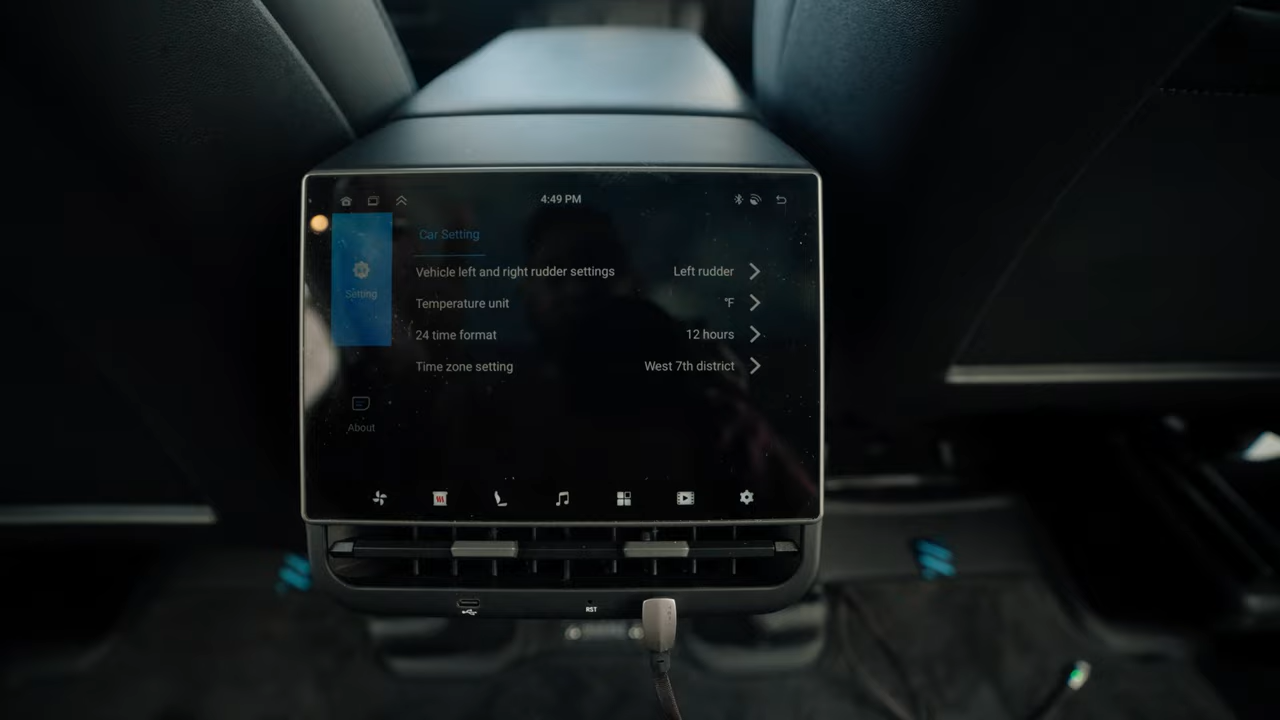 4:49 PM
Setting
Car Setting
Vehicle left and right rudder settings Left rudder
Temperature unit °F
24 time format 12 hours
Time zone setting West 7th district
About
RST